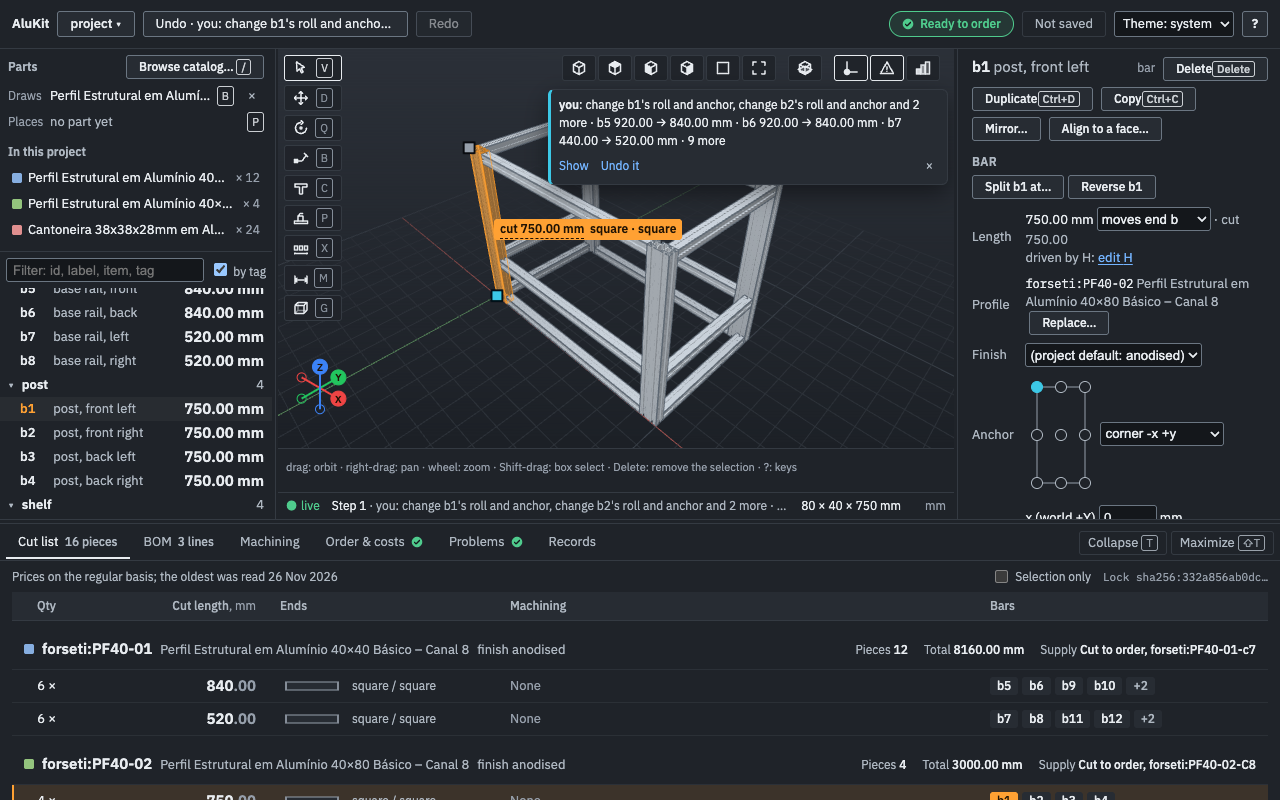 AluKit
project ▾
Undo · you: change b1's roll and ancho...
Redo
Ready to order
Not saved
Theme: system
?
Parts
Browse catalog... /
Draws Perfil Estrutural em Alumí... B ×
Places no part yet P
In this project
Perfil Estrutural em Alumínio 40... × 12
Perfil Estrutural em Alumínio 40×... × 4
Cantoneira 38x38x28mm em Al... × 24
Filter: id, label, item, tag
by tag
b5 base rail, front 840.00 mm
b6 base rail, back 840.00 mm
b7 base rail, left 520.00 mm
b8 base rail, right 520.00 mm
post 4
b1 post, front left 750.00 mm
b2 post, front right 750.00 mm
b3 post, back left 750.00 mm
b4 post, back right 750.00 mm
shelf 4
V
D
Q
B
C
P
X
M
G
you: change b1's roll and anchor, change b2's roll and anchor and 2
more · b5 920.00 → 840.00 mm · b6 920.00 → 840.00 mm · b7
440.00 → 520.00 mm · 9 more
Show Undo it ×
cut 750.00 mm square · square
Z
Y
X
drag: orbit · right-drag: pan · wheel: zoom · Shift-drag: box select · Delete: remove the selection · ?: keys
live Step 1 · you: change b1's roll and anchor, change b2's roll and anchor and 2 more · ... 80 × 40 × 750 mm mm
b1 post, front left bar Delete Delete
Duplicate Ctrl+D Copy Ctrl+C
Mirror... Align to a face...
BAR
Split b1 at... Reverse b1
Length 750.00 mm moves end b · cut
750.00
driven by H: edit H
Profile forseti:PF40-02 Perfil Estrutural em
Alumínio 40×80 Básico – Canal 8
Replace...
Finish (project default: anodised)
Anchor corner -x +y
x (world +Y) 0 mm
Cut list 16 pieces
BOM 3 lines
Machining
Order & costs
Problems
Records
Collapse T
Maximize ⇧T
Prices on the regular basis; the oldest was read 26 Nov 2026
Selection only
Lock sha256:332a856ab0dc...
Qty Cut length, mm Ends Machining Bars
forseti:PF40-01 Perfil Estrutural em Alumínio 40×40 Básico – Canal 8 finish anodised Pieces 12 Total 8160.00 mm Supply Cut to order, forseti:PF40-01-c7
6 × 840.00 square / square None b5 b6 b9 b10 +2
6 × 520.00 square / square None b7 b8 b11 b12 +2
forseti:PF40-02 Perfil Estrutural em Alumínio 40×80 Básico – Canal 8 finish anodised Pieces 4 Total 3000.00 mm Supply Cut to order, forseti:PF40-02-C8
4 × 750.00 square / square None b1 b2 b3 b4